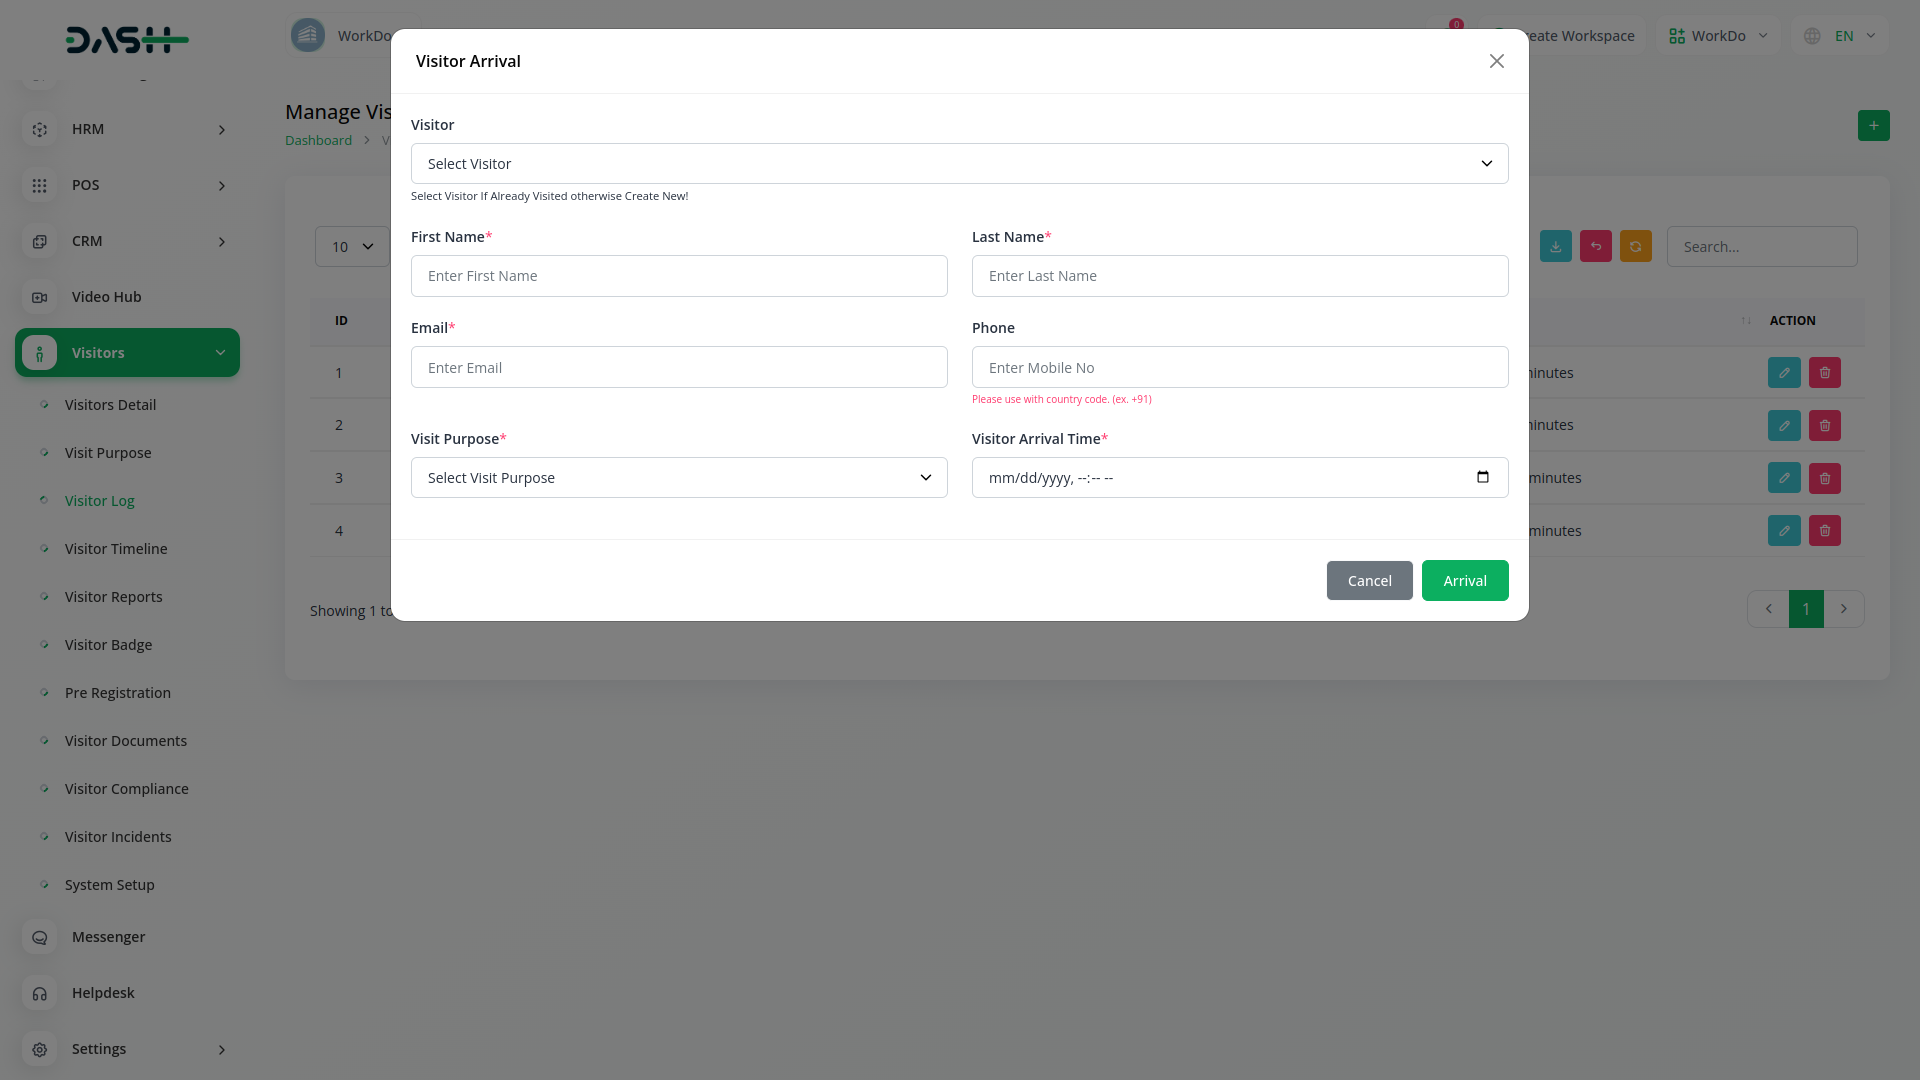 DASH
WorkDo
0
eate Workspace
WorkDo
EN
HRM
POS
CRM
Video Hub
Visitors
Visitors Detail
Visit Purpose
Visitor Log
Visitor Timeline
Visitor Reports
Visitor Badge
Pre Registration
Visitor Documents
Visitor Compliance
Visitor Incidents
System Setup
Messenger
Helpdesk
Settings
Manage Vis
Dashboard > V
10
Search...
ID
ACTION
1
inutes
2
inutes
3
minutes
4
minutes
Showing 1 to
1
Visitor Arrival
Visitor
Select Visitor
Select Visitor If Already Visited otherwise Create New!
First Name*
Last Name*
Enter First Name
Enter Last Name
Email*
Phone
Enter Email
Enter Mobile No
Please use with country code. (ex. +91)
Visit Purpose*
Visitor Arrival Time*
Select Visit Purpose
mm/dd/yyyy, --:-- --
Cancel
Arrival